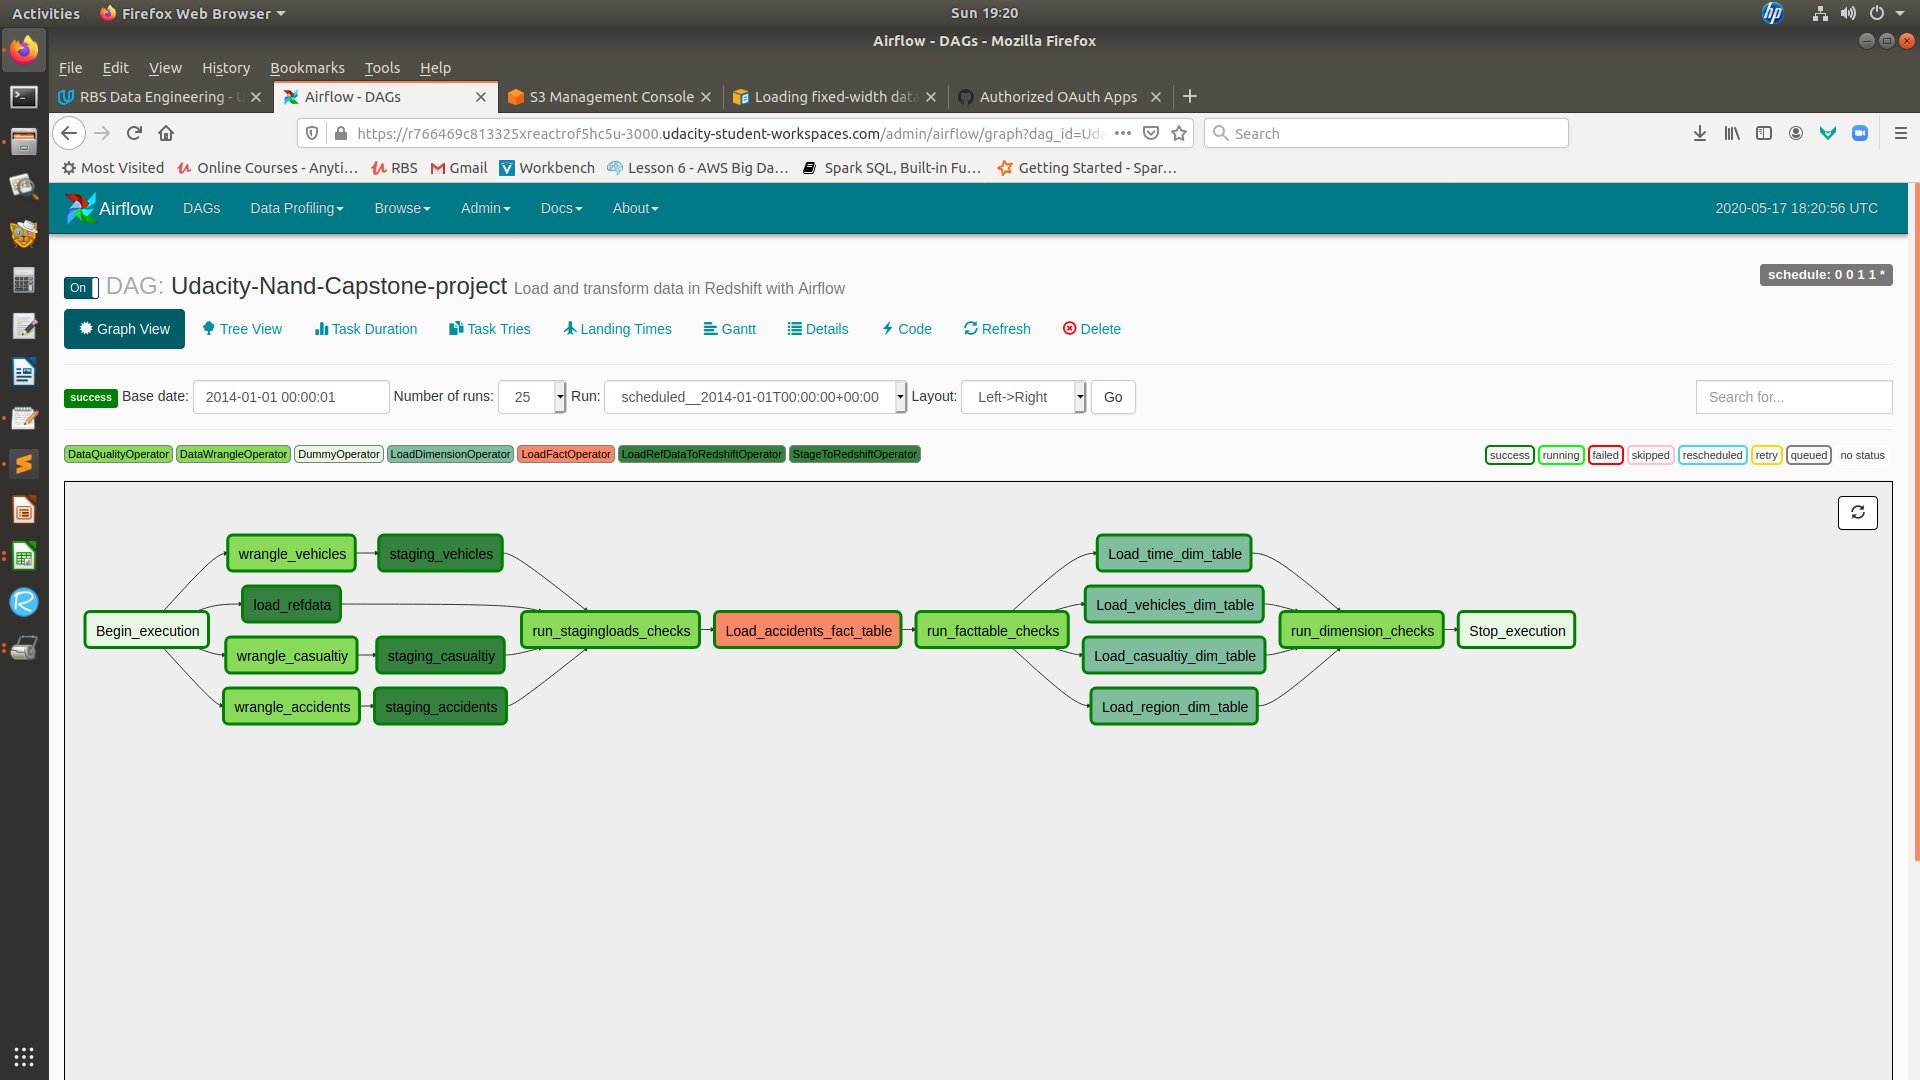 Activities Firefox Web Browser Sun 19:20
Airflow - DAGs - Mozilla Firefox
File Edit View History Bookmarks Tools Help
RBS Data Engineering - U Airflow - DAGs S3 Management Console Loading fixed-width data Authorized OAuth Apps
https://r766469c813325xreactrof5hc5u-3000.udacity-student-workspaces.com/admin/airflow/graph?dag_id=Uda Search
Most Visited Online Courses - Anyti… RBS Gmail Workbench Lesson 6 - AWS Big Da… Spark SQL, Built-in Fu… Getting Started - Spar…
Airflow DAGs Data Profiling Browse Admin Docs About 2020-05-17 18:20:56 UTC
schedule: 0 0 1 1 *
On DAG: Udacity-Nand-Capstone-project Load and transform data in Redshift with Airflow
Graph View Tree View Task Duration Task Tries Landing Times Gantt Details Code Refresh Delete
success Base date: 2014-01-01 00:00:01 Number of runs: 25 Run: scheduled__2014-01-01T00:00:00+00:00 Layout: Left->Right Go Search for...
DataQualityOperator DataWrangleOperator DummyOperator LoadDimensionOperator LoadFactOperator LoadRefDataToRedshiftOperator StageToRedshiftOperator success running failed skipped rescheduled retry queued no status
wrangle_vehicles staging_vehicles Load_time_dim_table
load_refdata Load_vehicles_dim_table
Begin_execution run_stagingloads_checks Load_accidents_fact_table run_facttable_checks run_dimension_checks Stop_execution
wrangle_casualtiy staging_casualtiy Load_casualtiy_dim_table
wrangle_accidents staging_accidents Load_region_dim_table